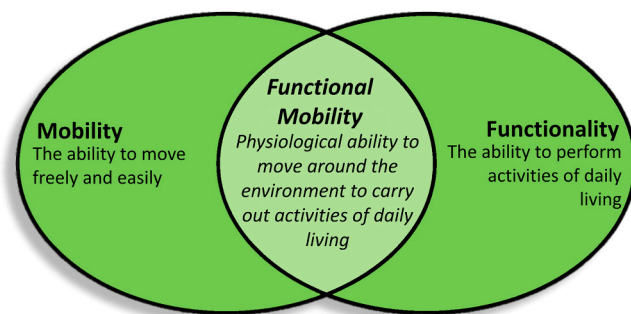 Mobility
The ability to move
freely and easily
Functional
Mobility
Physiological ability to
move around the
environment to carry
out activities of daily
living
Functionality
The ability to perform
activities of daily
living